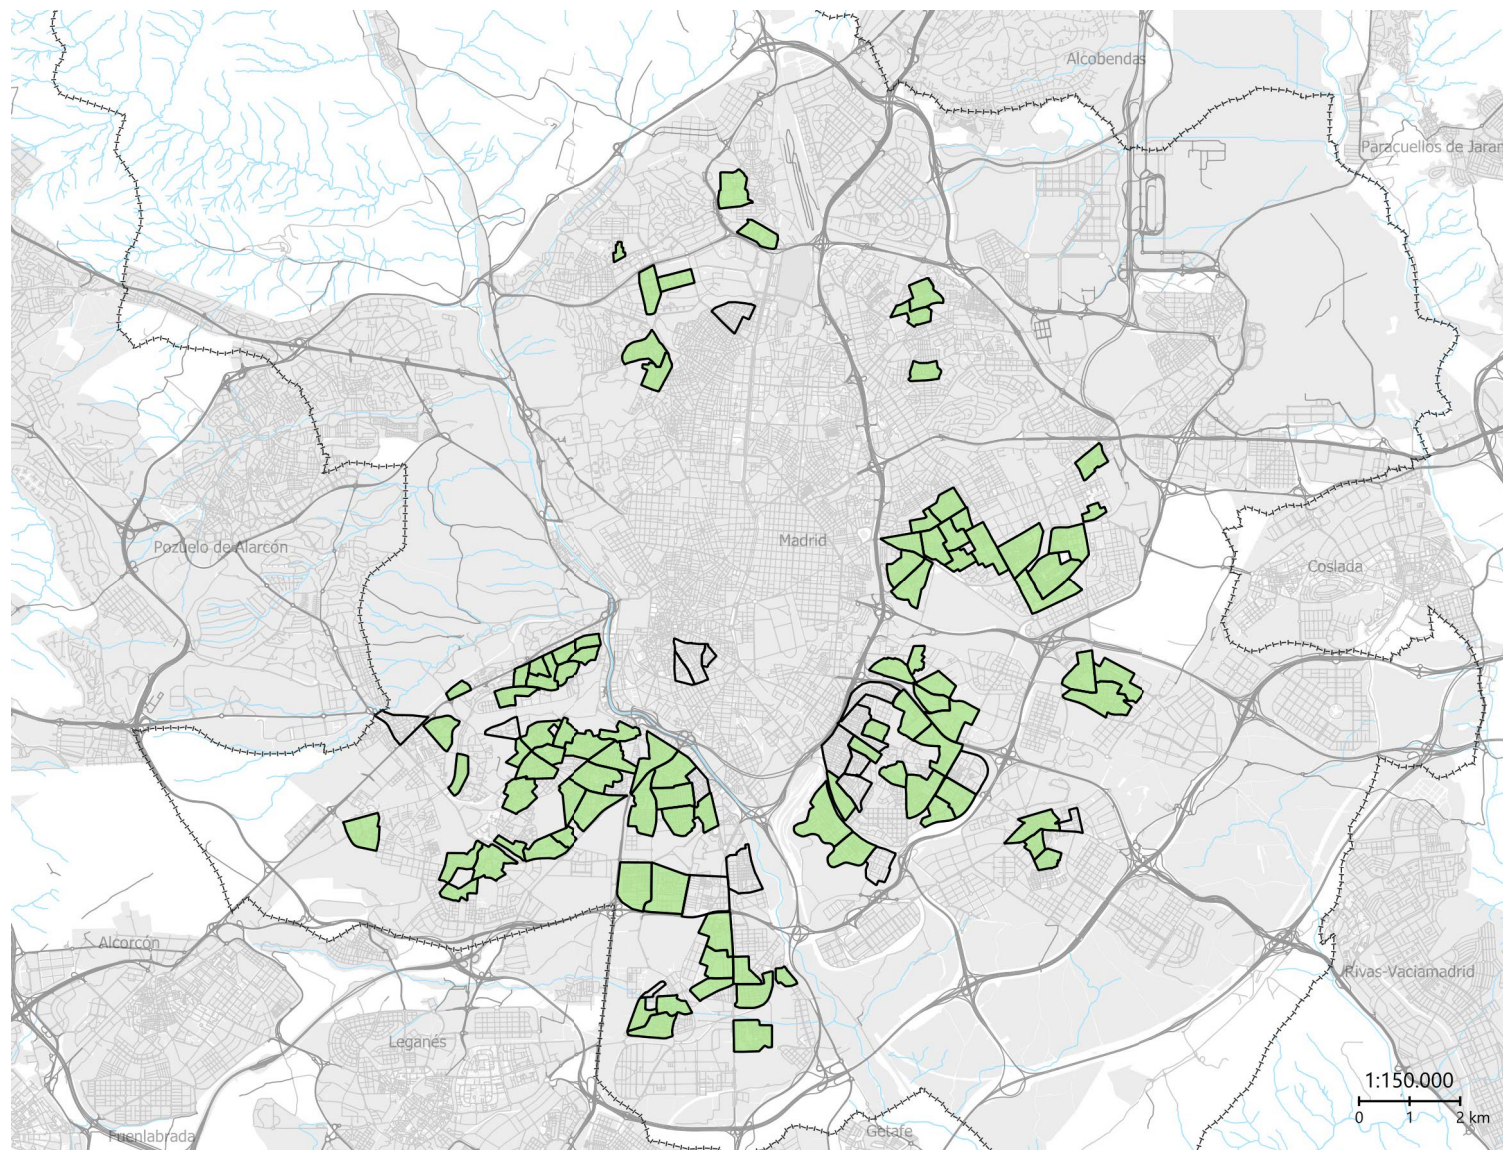 Alcobendas
Paracuellos de Jaran
Madrid
Pozuelo de Alarcón
Coslada
Alcorcón
Rivas-Vaciamadrid
Leganés
1:150.000
0 1 2 km
Fuenlabrada
Getafe